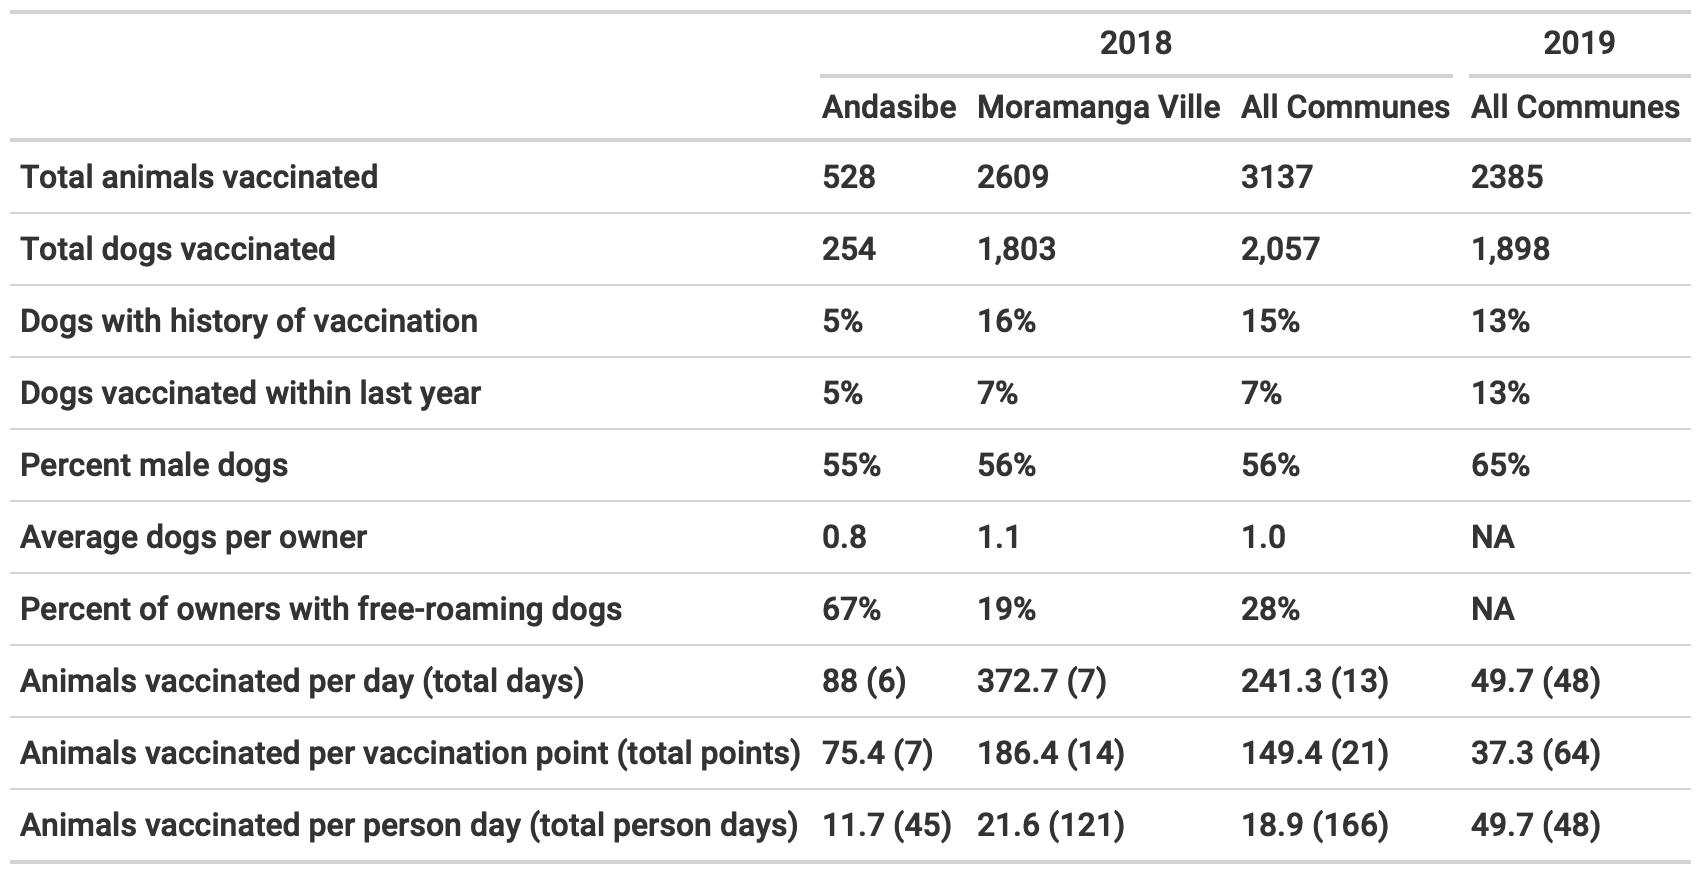 2018 2019
Andasibe Moramanga Ville All Communes All Communes
Total animals vaccinated 528 2609 3137 2385
Total dogs vaccinated 254 1,803 2,057 1,898
Dogs with history of vaccination 5% 16% 15% 13%
Dogs vaccinated within last year 5% 7% 7% 13%
Percent male dogs 55% 56% 56% 65%
Average dogs per owner 0.8 1.1 1.0 NA
Percent of owners with free-roaming dogs 67% 19% 28% NA
Animals vaccinated per day (total days) 88 (6) 372.7 (7) 241.3 (13) 49.7 (48)
Animals vaccinated per vaccination point (total points) 75.4 (7) 186.4 (14) 149.4 (21) 37.3 (64)
Animals vaccinated per person day (total person days) 11.7 (45) 21.6 (121) 18.9 (166) 49.7 (48)